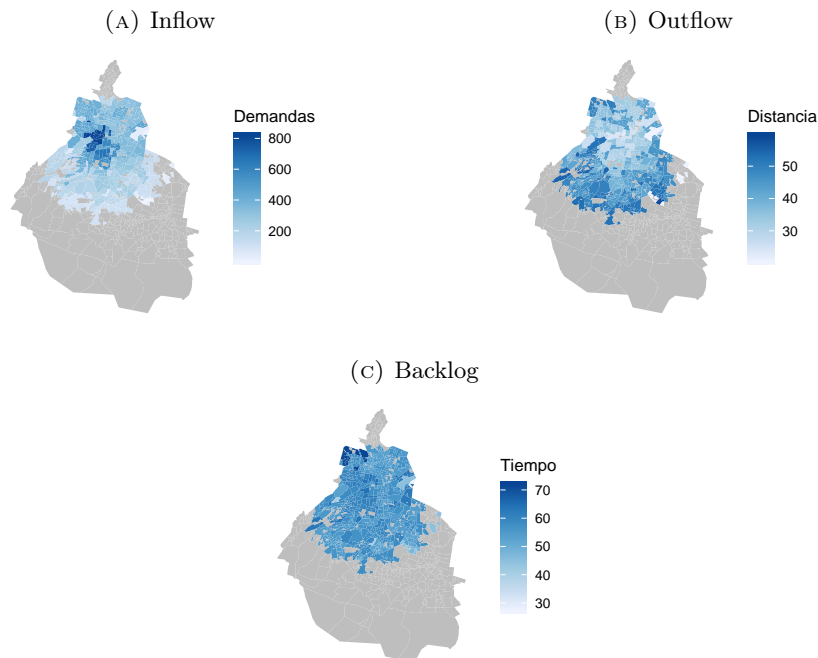 (A) Inflow
(B) Outflow
Demandas
800
600
400
200
Distancia
50
40
30
(C) Backlog
Tiempo
70
60
50
40
30